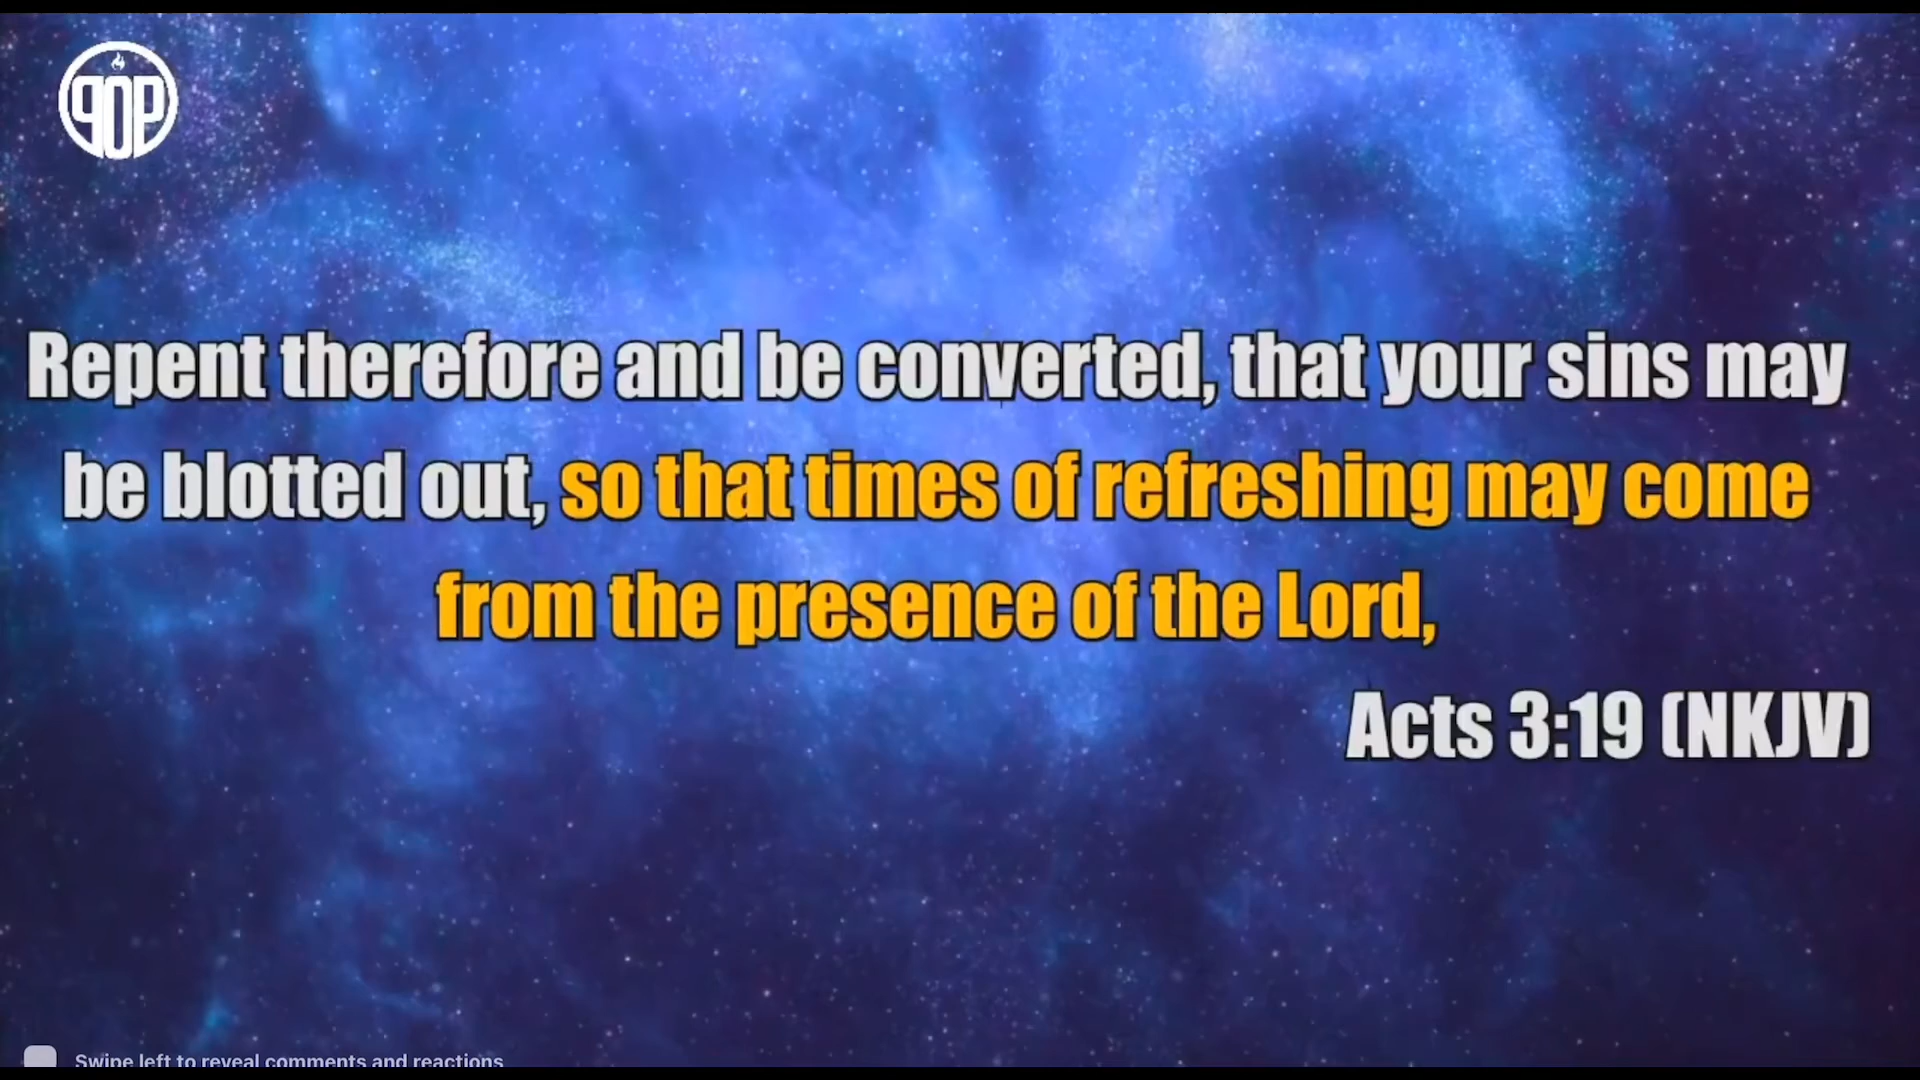 POP
Repent therefore and be converted, that your sins may
be blotted out, so that times of refreshing may come
from the presence of the Lord,
Acts 3:19 (NKJV)
Swipe left to reveal comments and reactions